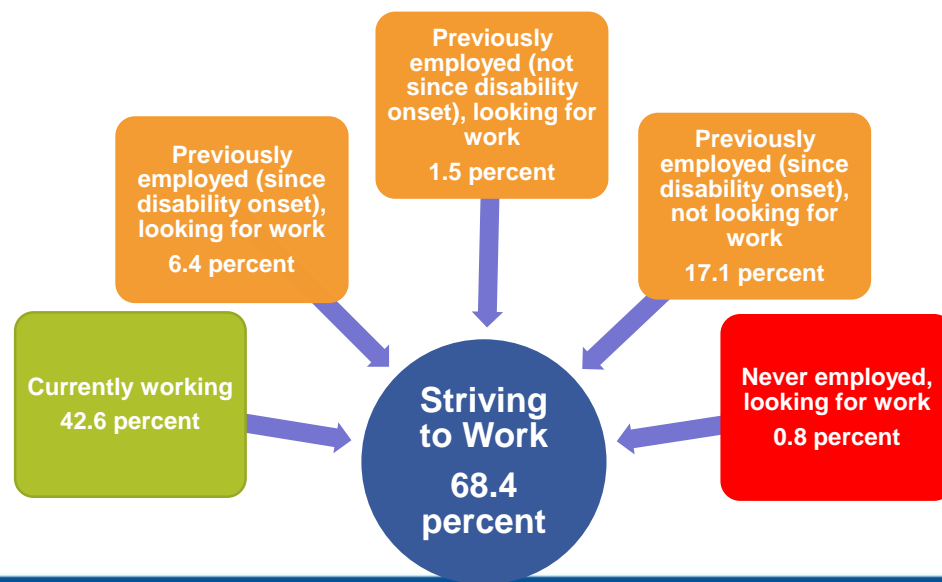 Previously
employed (not
since disability
onset), looking for
work
1.5 percent
Previously
employed (since
disability onset),
looking for work
6.4 percent
Previously
employed (since
disability onset),
not looking for
work
17.1 percent
Currently working
42.6 percent
Never employed,
looking for work
0.8 percent
Striving
to Work
68.4
percent